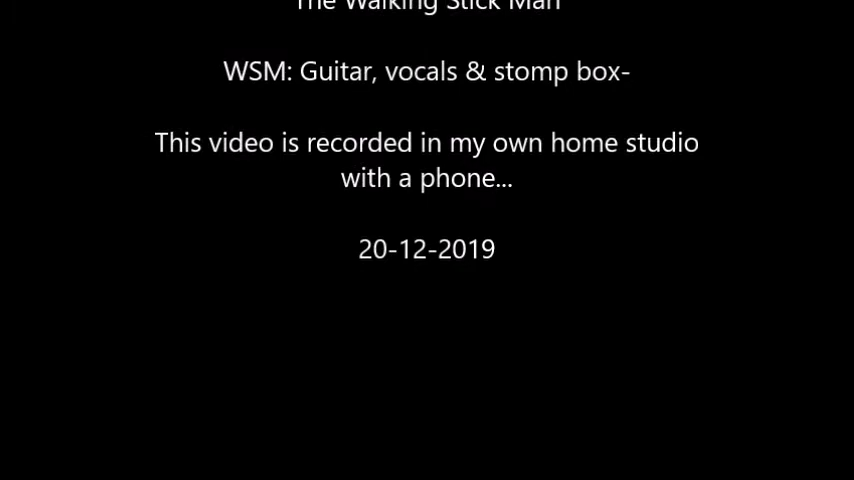 The Walking Stick Man
WSM: Guitar, vocals & stomp box-
This video is recorded in my own home studio
with a phone...
20-12-2019